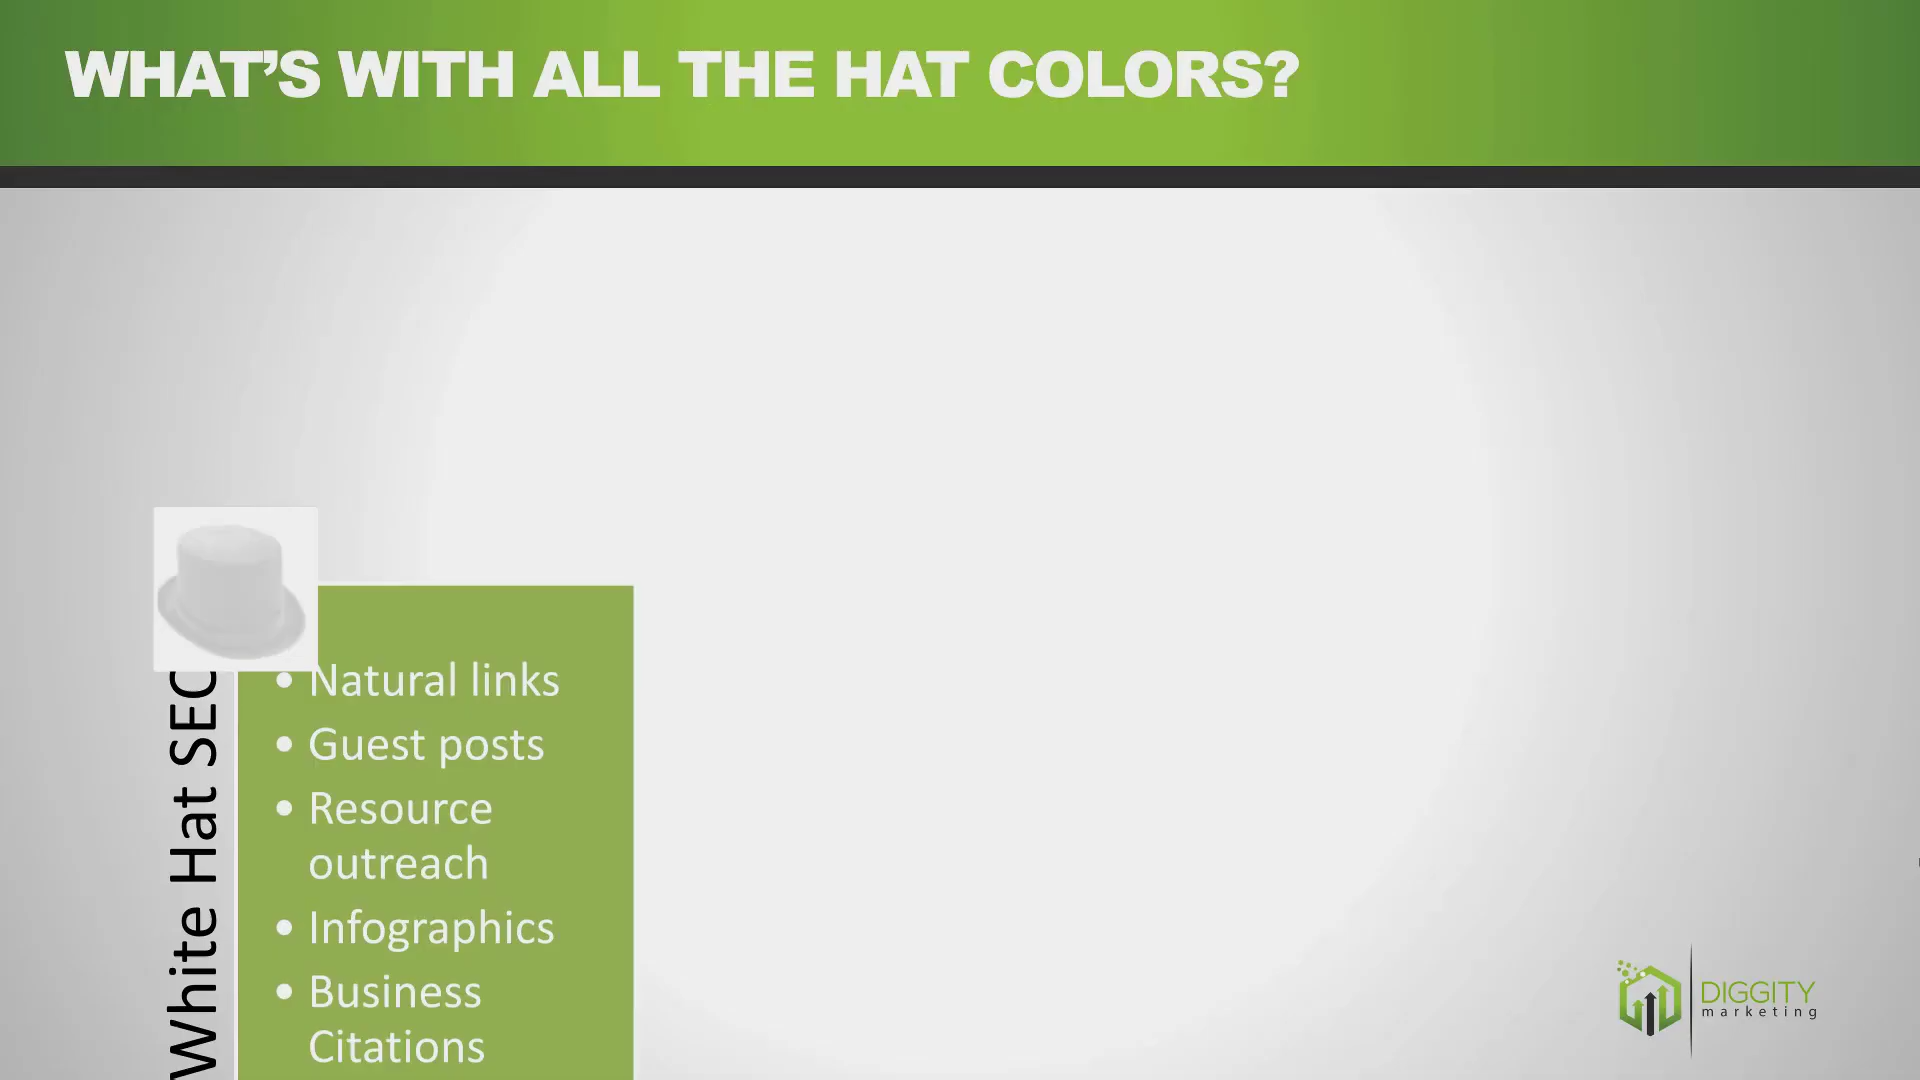 WHAT'S WITH ALL THE HAT COLORS?
White Hat SEO
• Natural links
• Guest posts
• Resource
outreach
• Infographics
• Business
Citations
DIGGITY
marketing